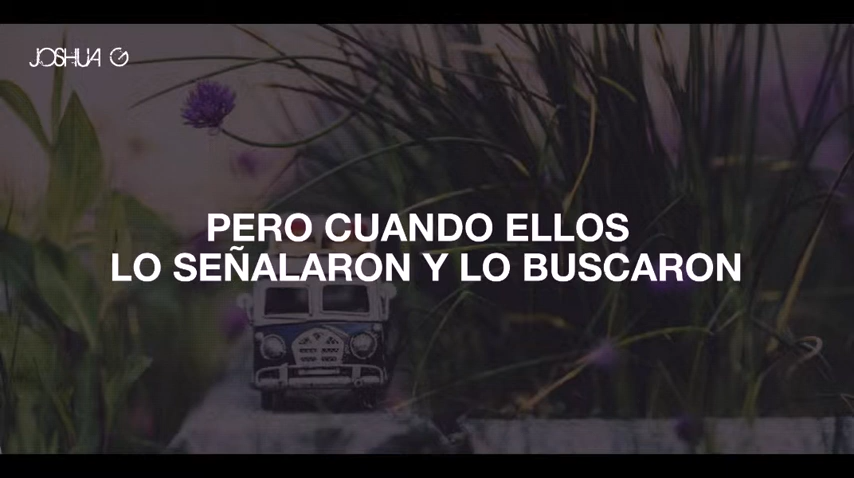 JOSHUA G
PERO CUANDO ELLOS
LO SEÑALARON Y LO BUSCARON